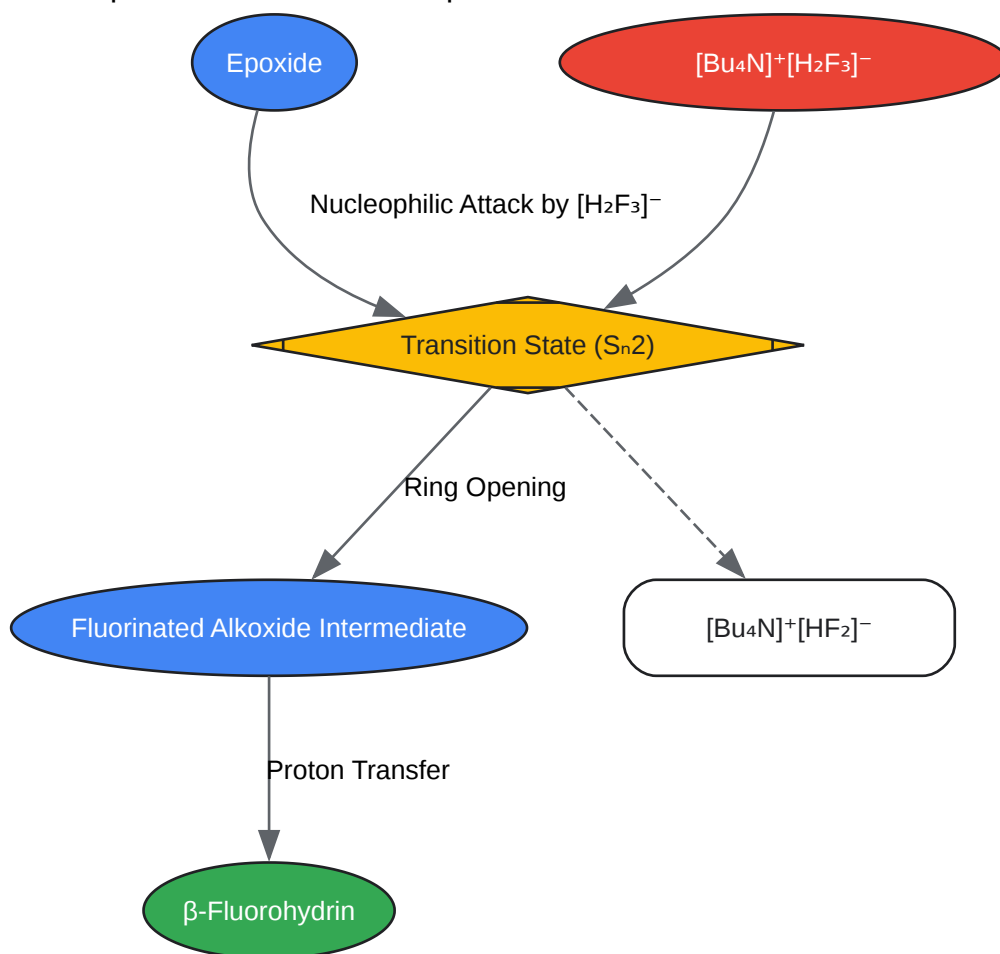 Epoxide
[Bu₄N]⁺[H₂F₃]⁻
Nucleophilic Attack by [H₂F₃]⁻
Transition State (Sₙ2)
Ring Opening
Fluorinated Alkoxide Intermediate
[Bu₄N]⁺[HF₂]⁻
Proton Transfer
β-Fluorohydrin